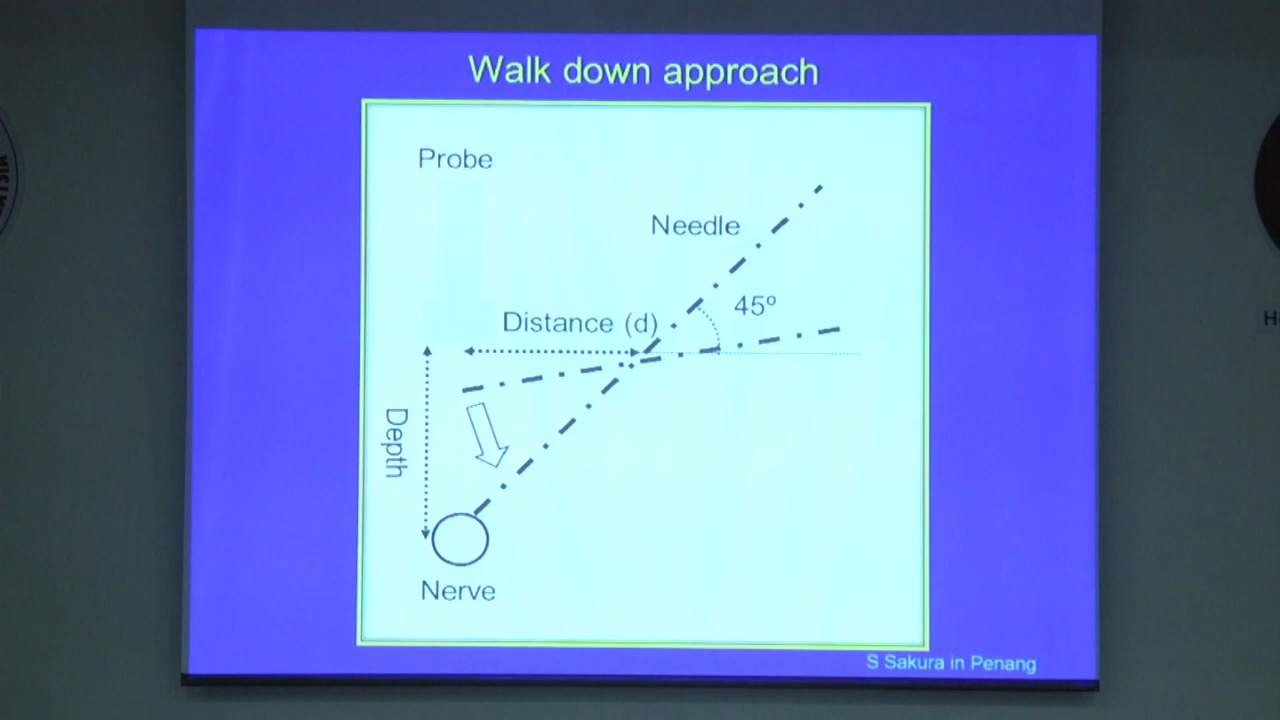 Walk down approach
Probe
Needle
45º
Distance (d)
Depth
Nerve
S Sakura in Penang